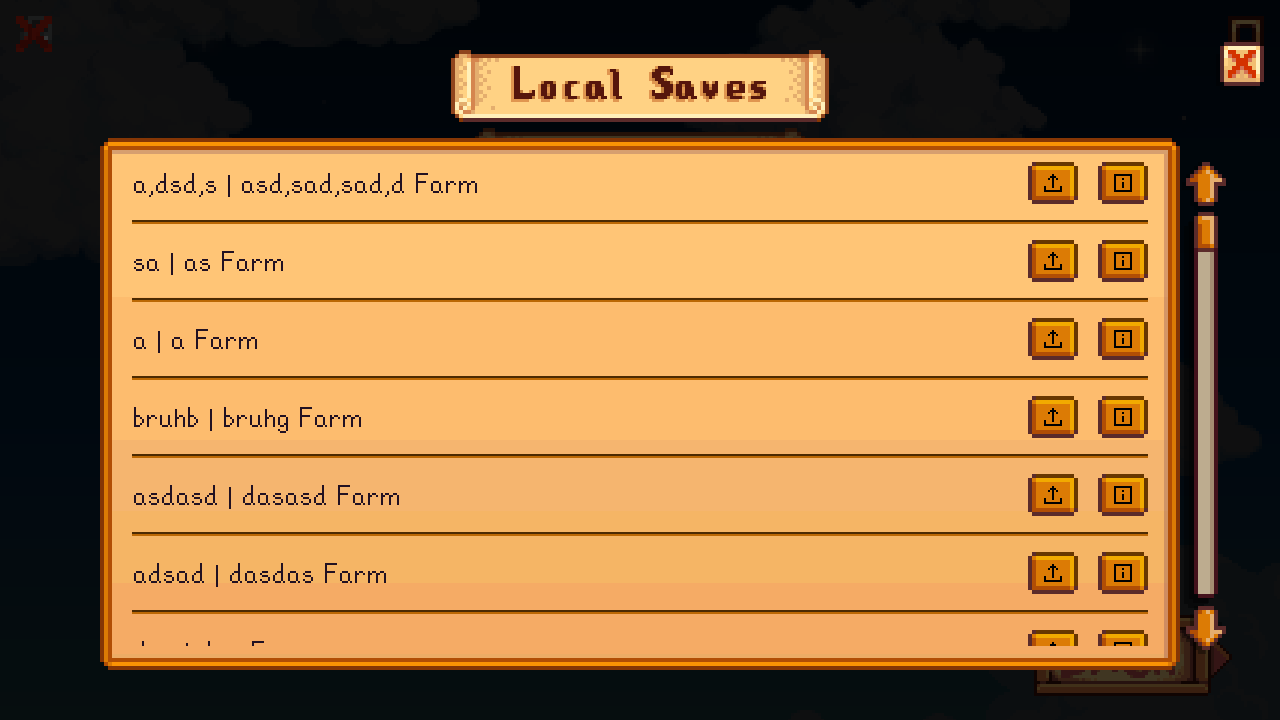 Local Saves
a,dsd,s | asd,sad,sad,d Farm
sa | as Farm
a | a Farm
bruhb | bruhg Farm
asdasd | dasasd Farm
adsad | dasdas Farm